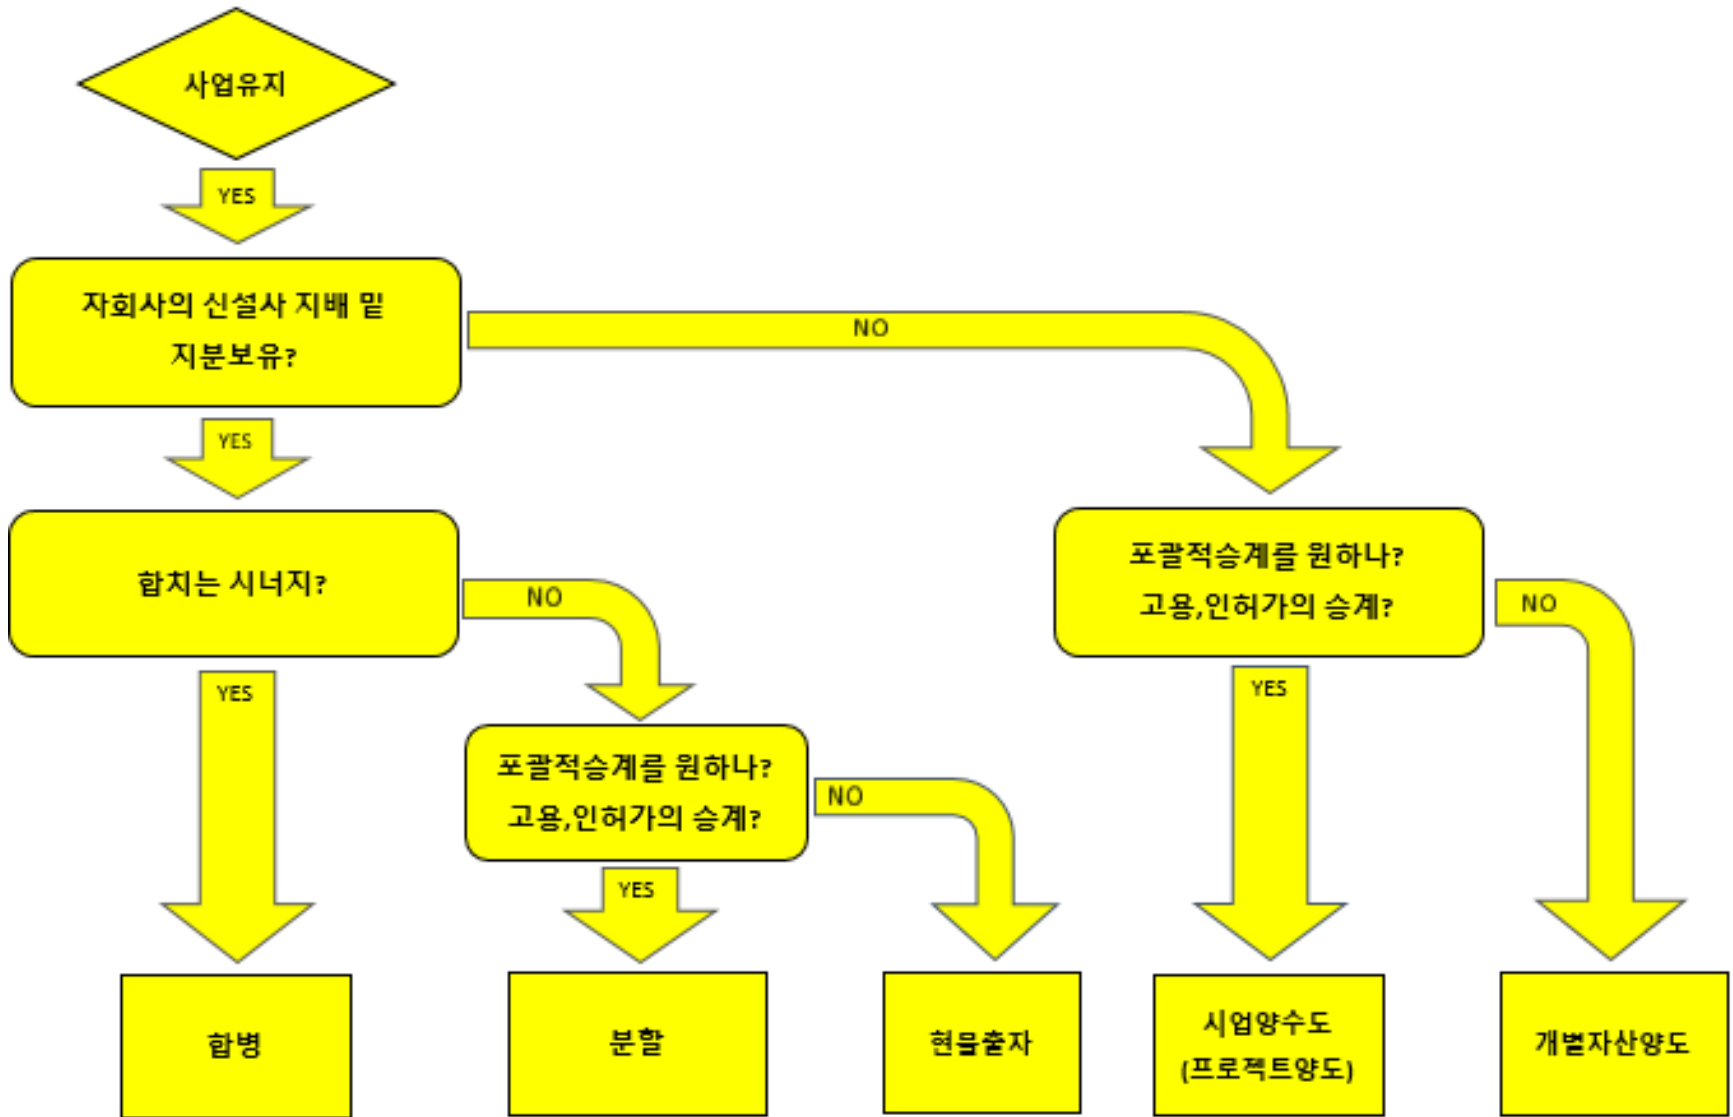 사업유지
YES
자회사의 신설사 지배 밑
지분보유?
NO
YES
합치는 시너지?
NO
포괄적승계를 원하나?
고용,인허가의 승계?
NO
YES
YES
포괄적승계를 원하나?
고용,인허가의 승계?
NO
YES
합병
분할
현물출자
시업양수도
(프로젝트양도)
개별자산양도